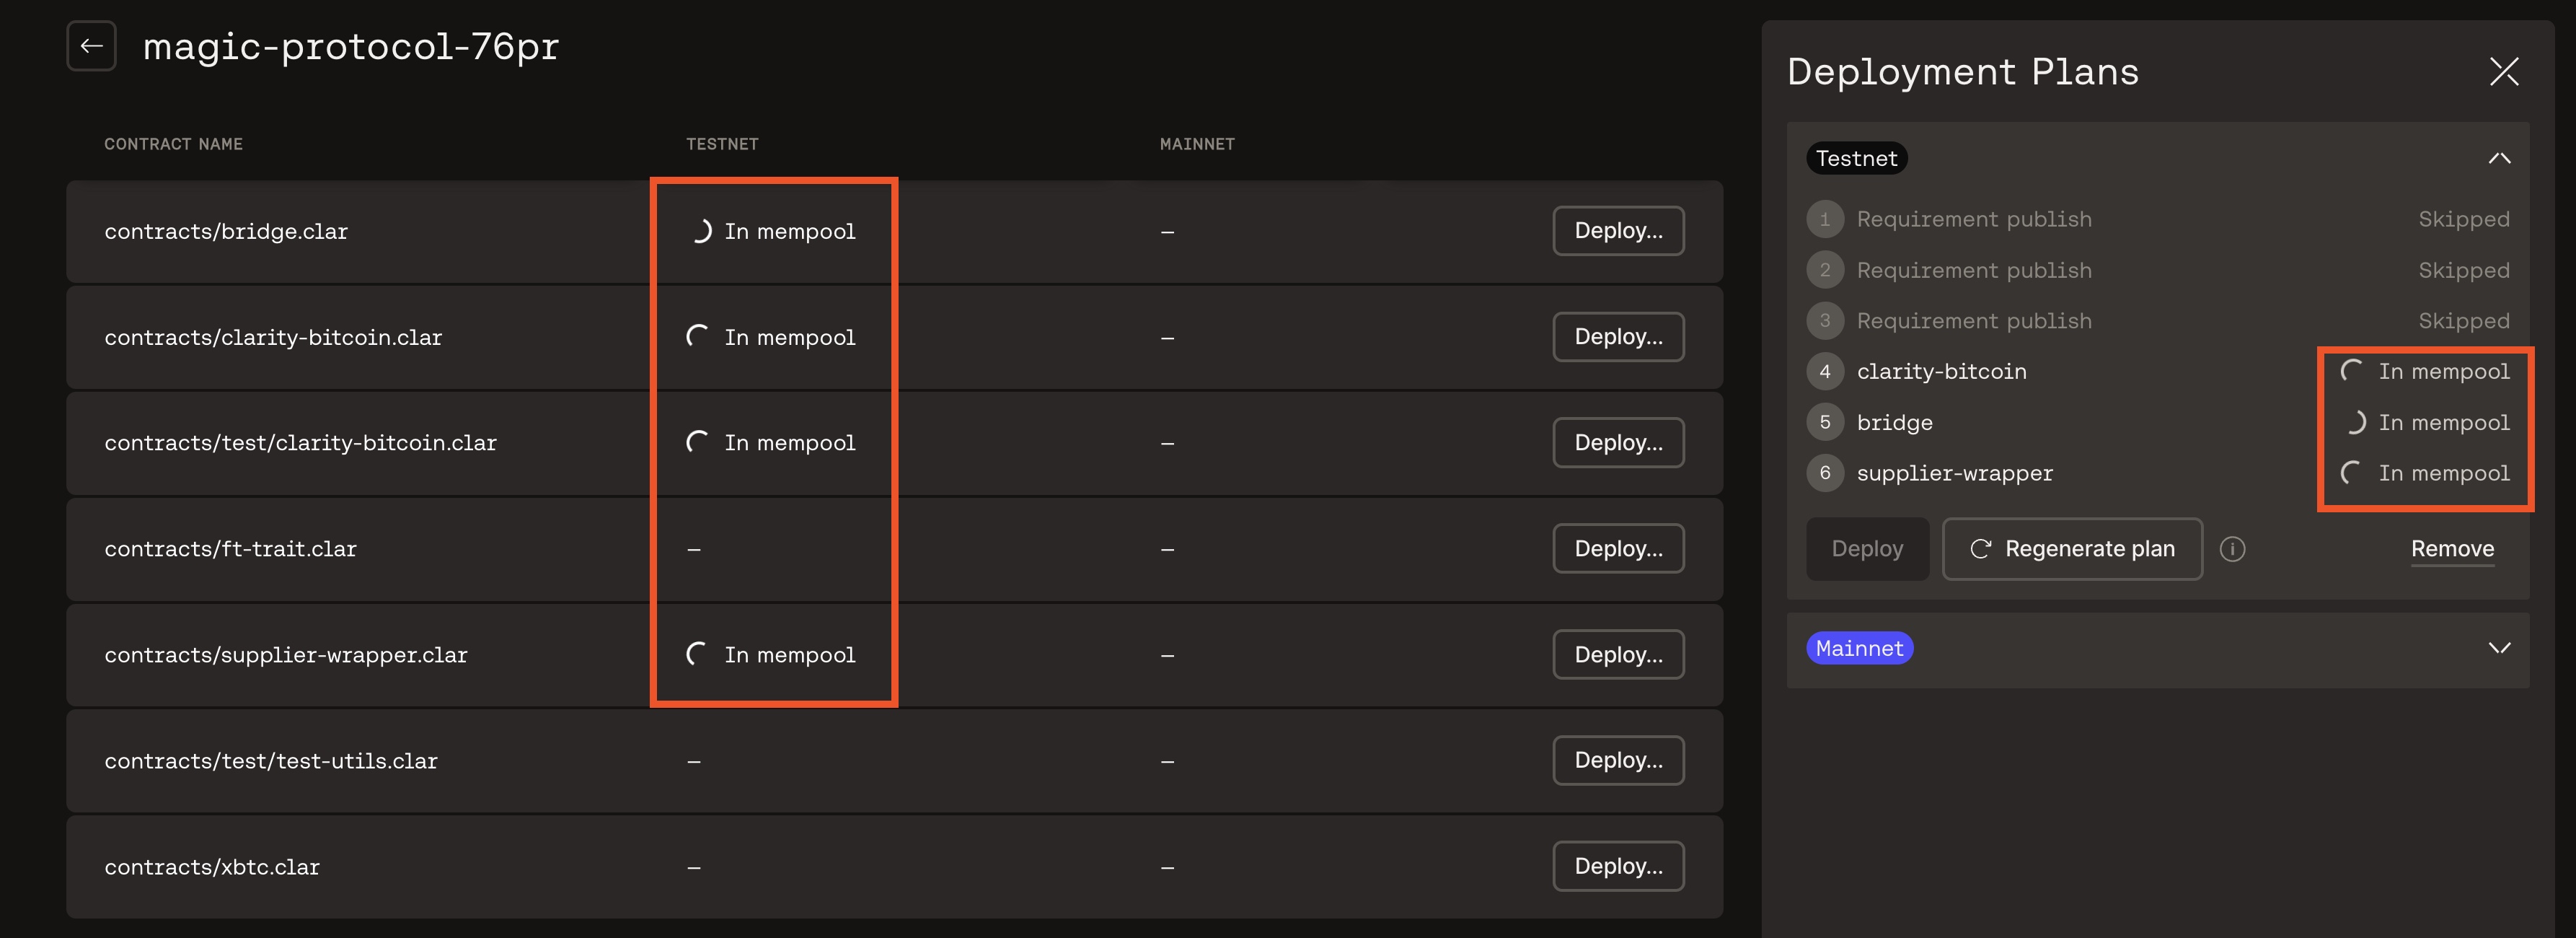 magic-protocol-76pr
CONTRACT NAME TESTNET MAINNET
contracts/bridge.clar In mempool – Deploy...
contracts/clarity-bitcoin.clar In mempool – Deploy...
contracts/test/clarity-bitcoin.clar In mempool – Deploy...
contracts/ft-trait.clar – – Deploy...
contracts/supplier-wrapper.clar In mempool – Deploy...
contracts/test/test-utils.clar – – Deploy...
contracts/xbtc.clar – – Deploy...
Deployment Plans
Testnet
1 Requirement publish Skipped
2 Requirement publish Skipped
3 Requirement publish Skipped
4 clarity-bitcoin In mempool
5 bridge In mempool
6 supplier-wrapper In mempool
Deploy Regenerate plan i Remove
Mainnet